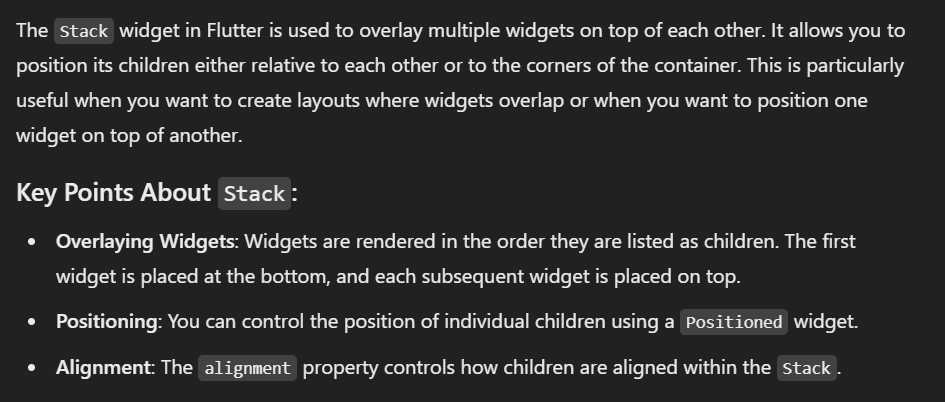 The Stack widget in Flutter is used to overlay multiple widgets on top of each other. It allows you to
position its children either relative to each other or to the corners of the container. This is particularly
useful when you want to create layouts where widgets overlap or when you want to position one
widget on top of another.
Key Points About Stack:
• Overlaying Widgets: Widgets are rendered in the order they are listed as children. The first
widget is placed at the bottom, and each subsequent widget is placed on top.
• Positioning: You can control the position of individual children using a Positioned widget.
• Alignment: The alignment property controls how children are aligned within the Stack.